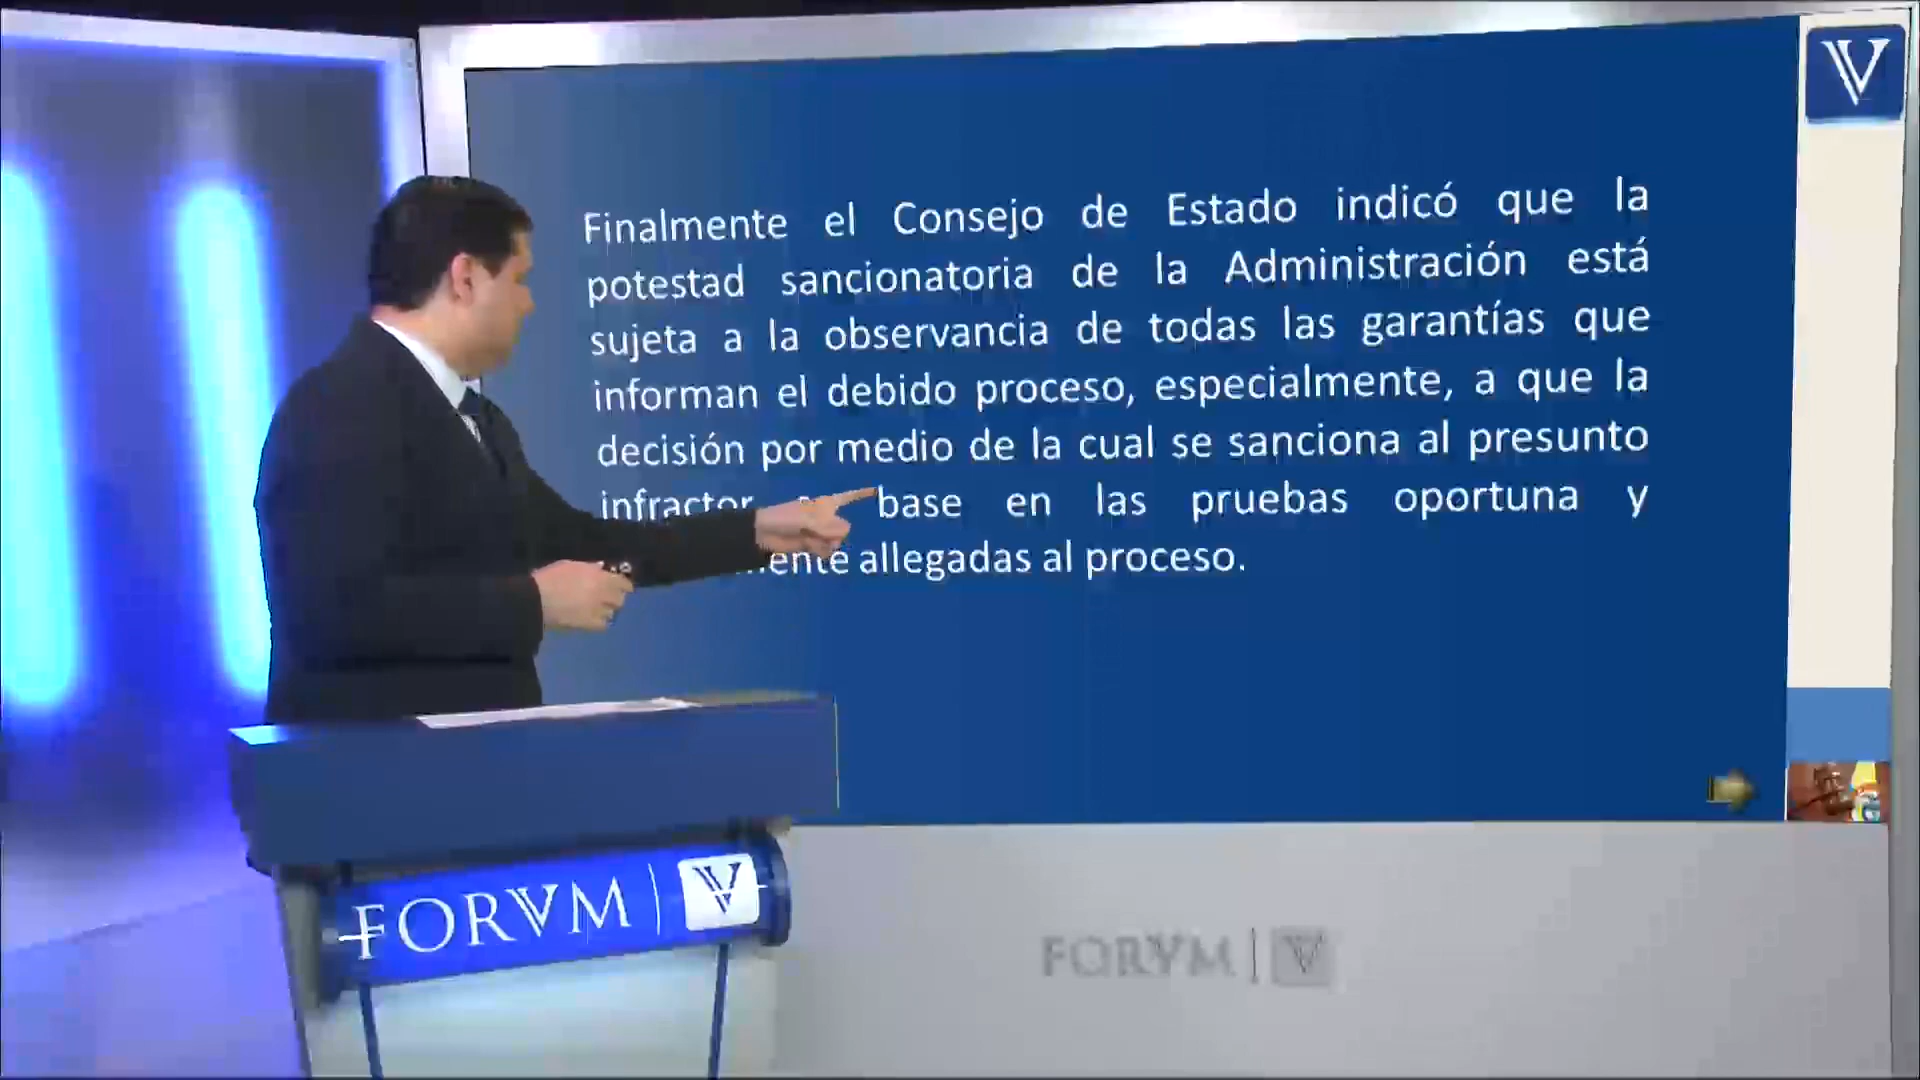 Finalmente el Consejo de Estado indicó que la
potestad sancionatoria de la Administración está
sujeta a la observancia de todas las garantías que
informan el debido proceso, especialmente, a que la
decisión por medio de la cual se sanciona al presunto
infractor base en las pruebas oportuna y
allegadas al proceso.
V
FORVM | V
FORVM | V